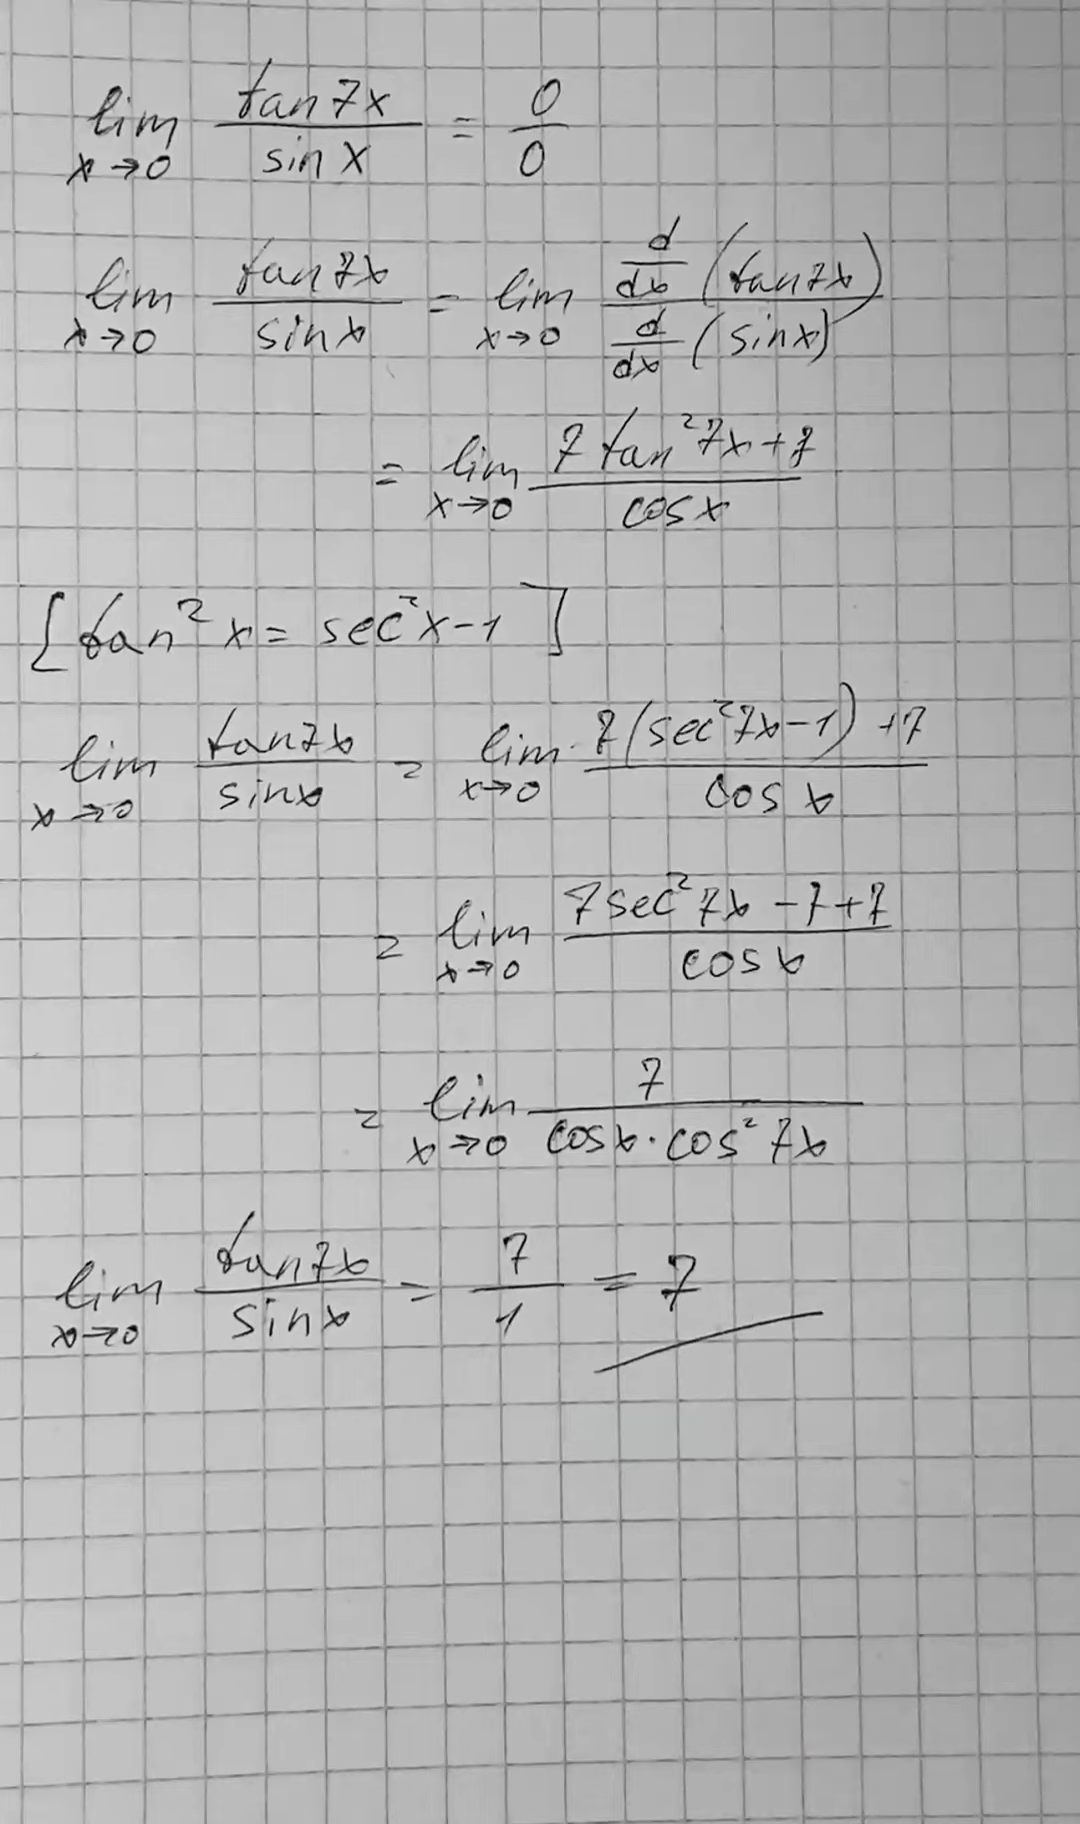 lim x→0 tan7x / sin x = 0/0
lim x→0 tan7x / sinx = lim x→0 d/dx (tan7x) / d/dx (sinx)
= lim x→0 7 tan²7x+7 / cosx
[tan²x = sec²x-1]
lim x→0 tan7x / sinx = lim x→0 7(sec²7x-1)+7 / cos x
= lim x→0 7sec²7x-7+7 / cosx
= lim x→0 7 / cosx·cos²7x
lim x→0 tan7x / sinx = 7/1 = 7